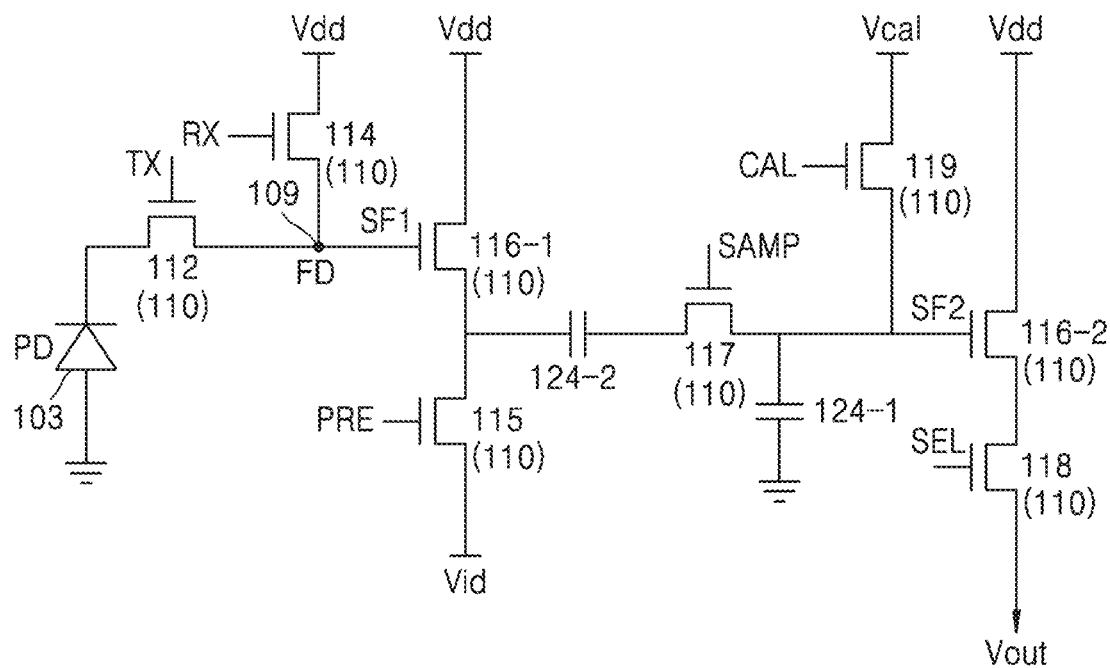 Vdd
Vdd
Vcal
Vdd
RX
114
(110)
TX
109
CAL
119
(110)
SF1
116-1
(110)
SAMP
112
(110)
FD
SF2
116-2
(110)
PD
103
124-2
117
(110)
124-1
PRE
115
(110)
SEL
118
(110)
Vid
Vout